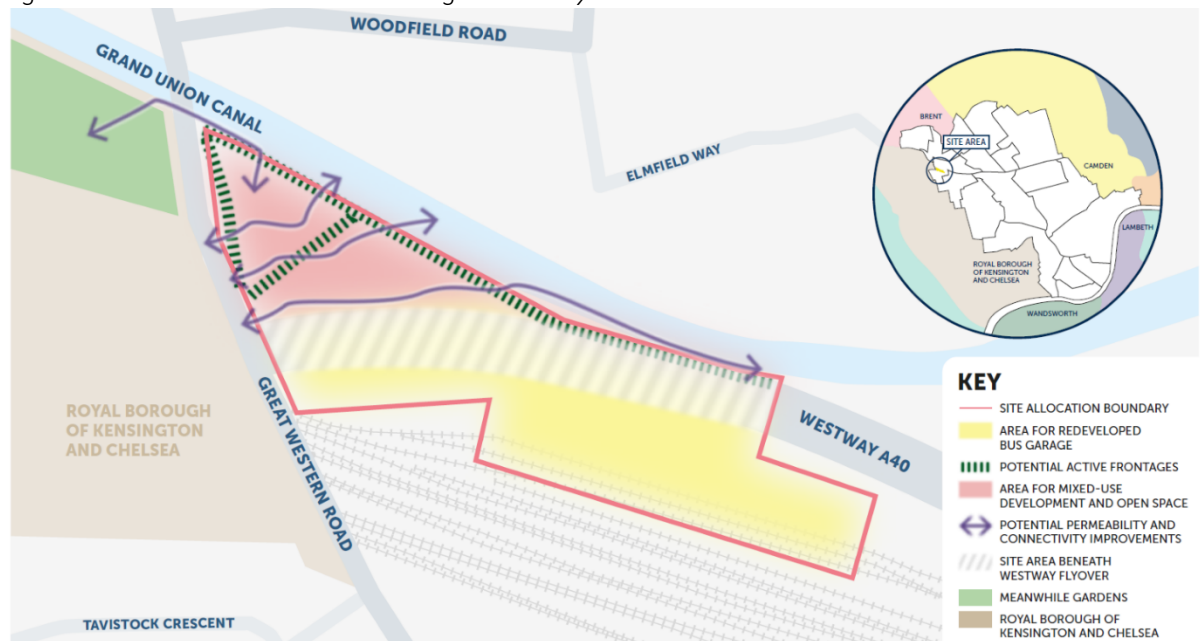 WOODFIELD ROAD
GRAND UNION CANAL
ELMFIELD WAY
BRENT
SITE AREA
CAMDEN
LAMBETH
ROYAL BOROUGH
OF KENSINGTON
AND CHELSEA
WANDSWORTH
ROYAL BOROUGH
OF KENSINGTON
AND CHELSEA
GREAT WESTERN ROAD
WESTWAY A40
TAVISTOCK CRESCENT
KEY
SITE ALLOCATION BOUNDARY
AREA FOR REDEVELOPED
BUS GARAGE
POTENTIAL ACTIVE FRONTAGES
AREA FOR MIXED-USE
DEVELOPMENT AND OPEN SPACE
POTENTIAL PERMEABILITY AND
CONNECTIVITY IMPROVEMENTS
SITE AREA BENEATH
WESTWAY FLYOVER
MEANWHILE GARDENS
ROYAL BOROUGH OF
KENSINGTON AND CHELSEA